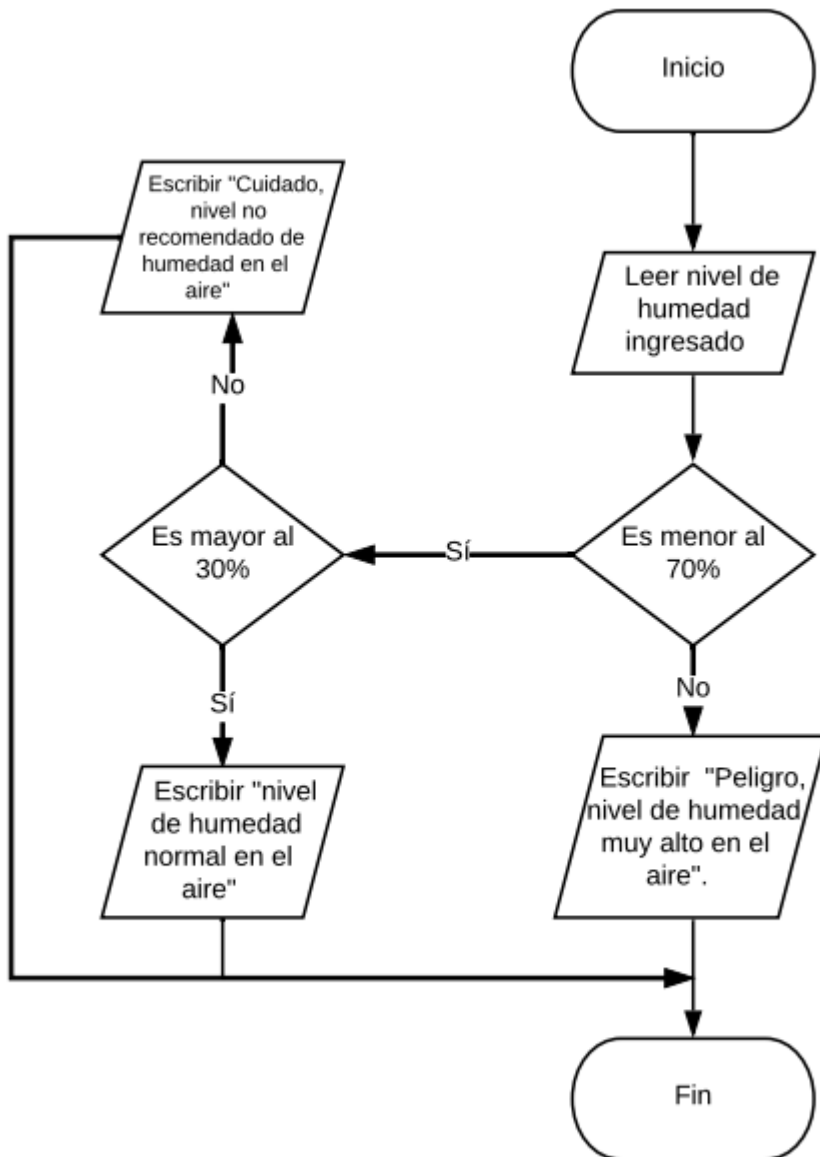 Inicio
Leer nivel de
humedad
ingresado
Es menor al
70%
Sí
No
Es mayor al
30%
No
Sí
Escribir "Cuidado,
nivel no
recomendado de
humedad en el
aire"
Escribir "nivel
de humedad
normal en el
aire"
Escribir "Peligro,
nivel de humedad
muy alto en el
aire".
Fin